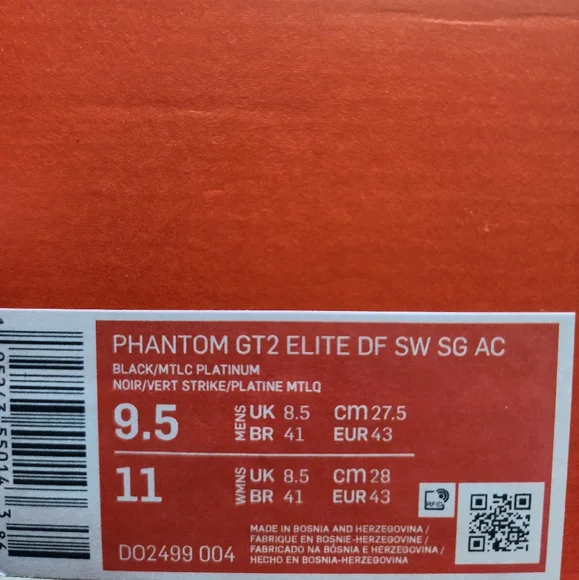 PHANTOM GT2 ELITE DF SW SG AC
BLACK/MTLC PLATINUM
NOIR/VERT STRIKE/PLATINE MTLQ
9.5 MENS UK 8.5 CM 27.5
BR 41 EUR 43
11 WMNS UK 8.5 CM 28
BR 41 EUR 43
RFID
MADE IN BOSNIA AND HERZEGOVINA /
FABRIQUE EN BOSNIE-HERZEGOVINE /
FABRICADO NA BÓSNIA E HERZEGOVINA /
HECHO EN BOSNIA-HERZEGOVINA
DO2499 004